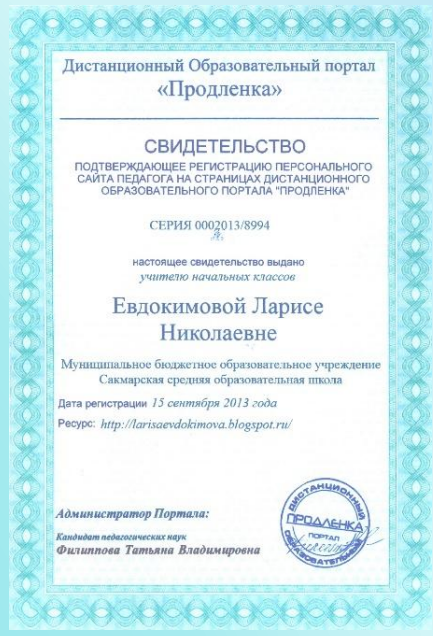 Дистанционный Образовательный портал
«Продленка»
СВИДЕТЕЛЬСТВО
ПОДТВЕРЖДАЮЩЕЕ РЕГИСТРАЦИЮ ПЕРСОНАЛЬНОГО
САЙТА ПЕДАГОГА НА СТРАНИЦАХ ДИСТАНЦИОННОГО
ОБРАЗОВАТЕЛЬНОГО ПОРТАЛА "ПРОДЛЕНКА"
СЕРИЯ 0002013/8994
настоящее свидетельство выдано
учителю начальных классов
Евдокимовой Ларисе
Николаевне
Муниципальное бюджетное образовательное учреждение
Сакмарская средняя образовательная школа
Дата регистрации 15 сентября 2013 года
Ресурс: http://larisaevdokimova.blogspot.ru/
Администратор Портала:
Кандидат педагогических наук
Филиппова Татьяна Владимировна
ДИСТАНЦИОННЫЙ
ПРОДЛЕНКА
ПОРТАЛ
ОБРАЗОВАТЕЛЬНЫЙ